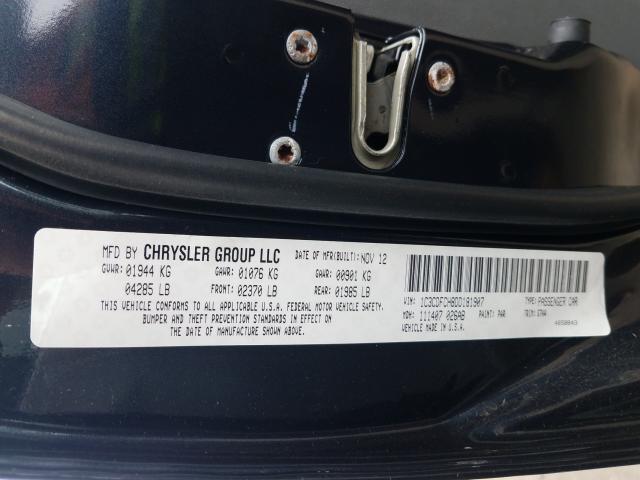 MFD BY CHRYSLER GROUP LLC DATE OF MFR(BUILT): NOV 12
GVWR: 01944 KG GAWR: 01076 KG GAWR: 00901 KG
04285 LB FRONT: 02370 LB REAR: 01985 LB
THIS VEHICLE CONFORMS TO ALL APPLICABLE U.S.A. FEDERAL MOTOR VEHICLE SAFETY,
BUMPER AND THEFT PREVENTION STANDARDS IN EFFECT ON
THE DATE OF MANUFACTURE SHOWN ABOVE.
VIN: 1C3CDFCH8DD181907 TYPE: PASSENGER CAR
MDH: 111407 026AB PAINT: PAR TRIM:
MADE IN U.S.A.